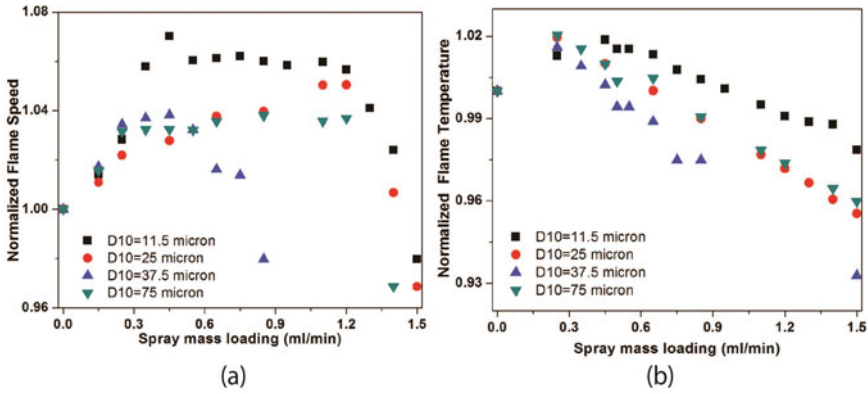 1.08
1.04
1.00
0.96
Normalized Flame Speed
D10=11.5 micron
D10=25 micron
D10=37.5 micron
D10=75 micron
0.0 0.3 0.6 0.9 1.2 1.5
Spray mass loading (ml/min)
(a)
1.02
0.99
0.96
0.93
Normalized Flame Temperature
D10=11.5 micron
D10=25 micron
D10=37.5 micron
D10=75 micron
0.0 0.3 0.6 0.9 1.2 1.5
Spray mass loading (ml/min)
(b)